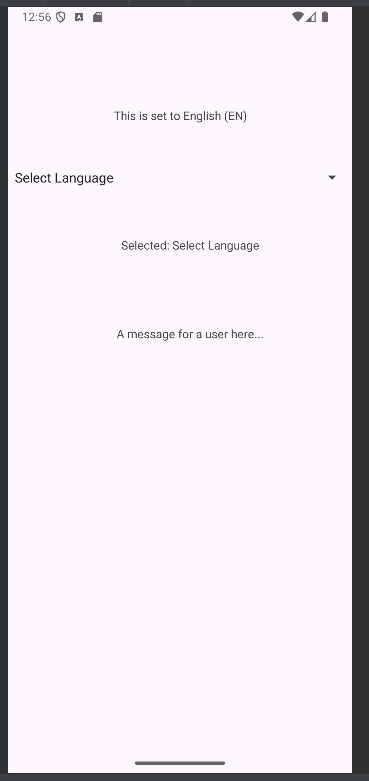 12:56
This is set to English (EN)
Select Language
Selected: Select Language
A message for a user here...